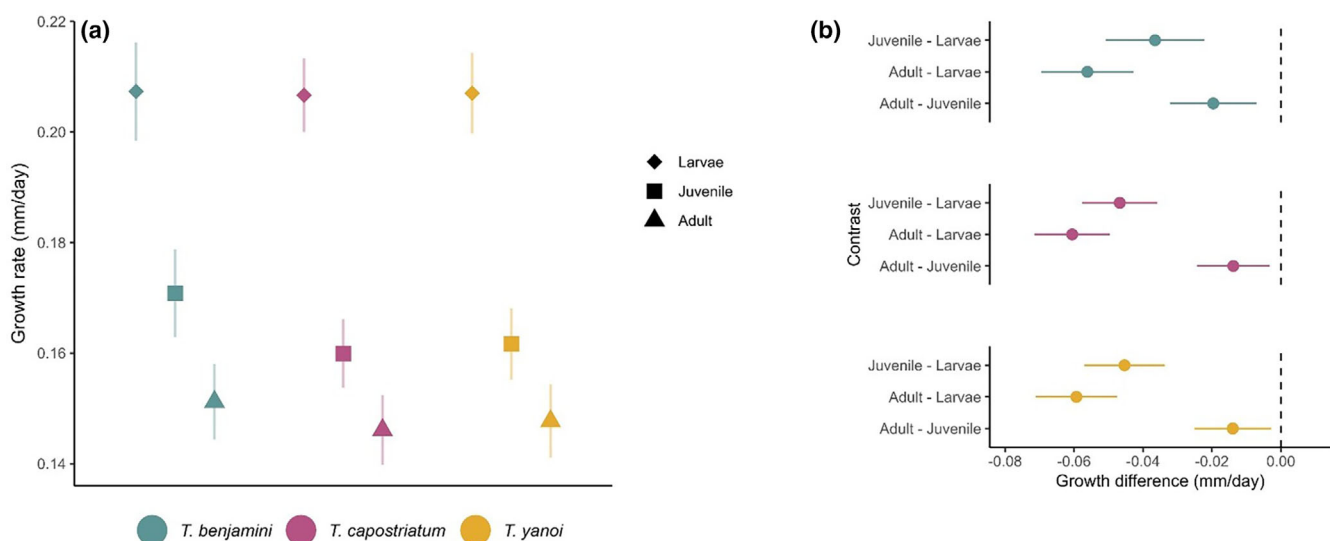 (a)
0.22
0.20
0.18
0.16
0.14
Growth rate (mm/day)
Larvae
Juvenile
Adult
T. benjamini T. capostriatum T. yanoi
(b)
Juvenile - Larvae
Adult - Larvae
Adult - Juvenile
Juvenile - Larvae
Adult - Larvae
Adult - Juvenile
Juvenile - Larvae
Adult - Larvae
Adult - Juvenile
Contrast
-0.08 -0.06 -0.04 -0.02 0.00
Growth difference (mm/day)